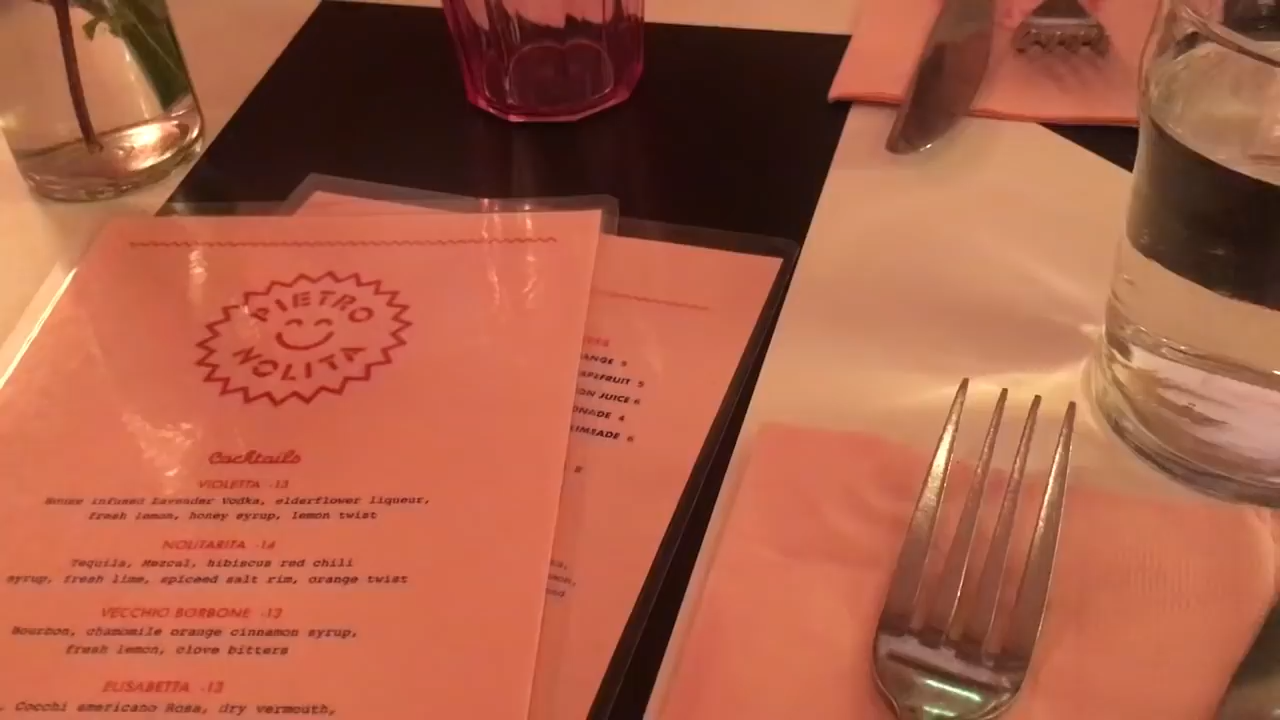 PIETRO
NOLITA
Cocktails
VIOLETTA -13
House infused Lavender Vodka, elderflower liqueur,
fresh lemon, honey syrup, lemon twist
NOLITARITA -14
Tequila, Mezcal, hibiscus red chili
syrup, fresh lime, spiced salt rim, orange twist
VECCHIO BORBONE -13
Bourbon, chamomile orange cinnamon syrup,
fresh lemon, clove bitters
ELISABETTA -13
Cocchi americano Rosa, dry vermouth,
ANGE 5
APEFRUIT 5
ON JUICE 6
ONADE 4
LIMEADE 6